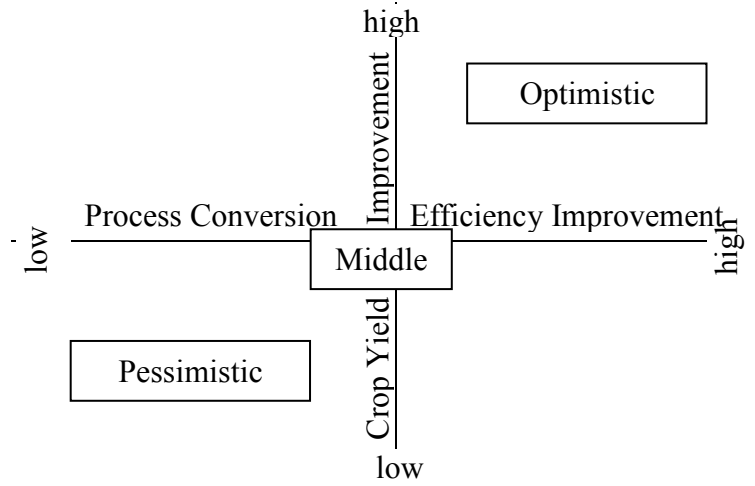 high
Optimistic
Crop Yield Improvement
Process Conversion Efficiency Improvement
low
high
Middle
Pessimistic
low